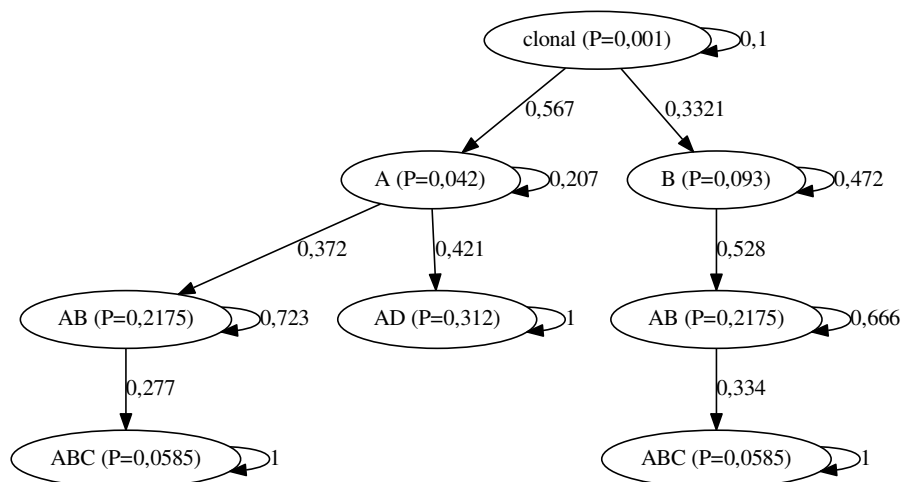 clonal (P=0,001)
0,1
0,567
0,3321
A (P=0,042)
0,207
B (P=0,093)
0,472
0,372
0,421
0,528
AB (P=0,2175)
0,723
AD (P=0,312)
1
AB (P=0,2175)
0,666
0,277
0,334
ABC (P=0,0585)
1
ABC (P=0,0585)
1